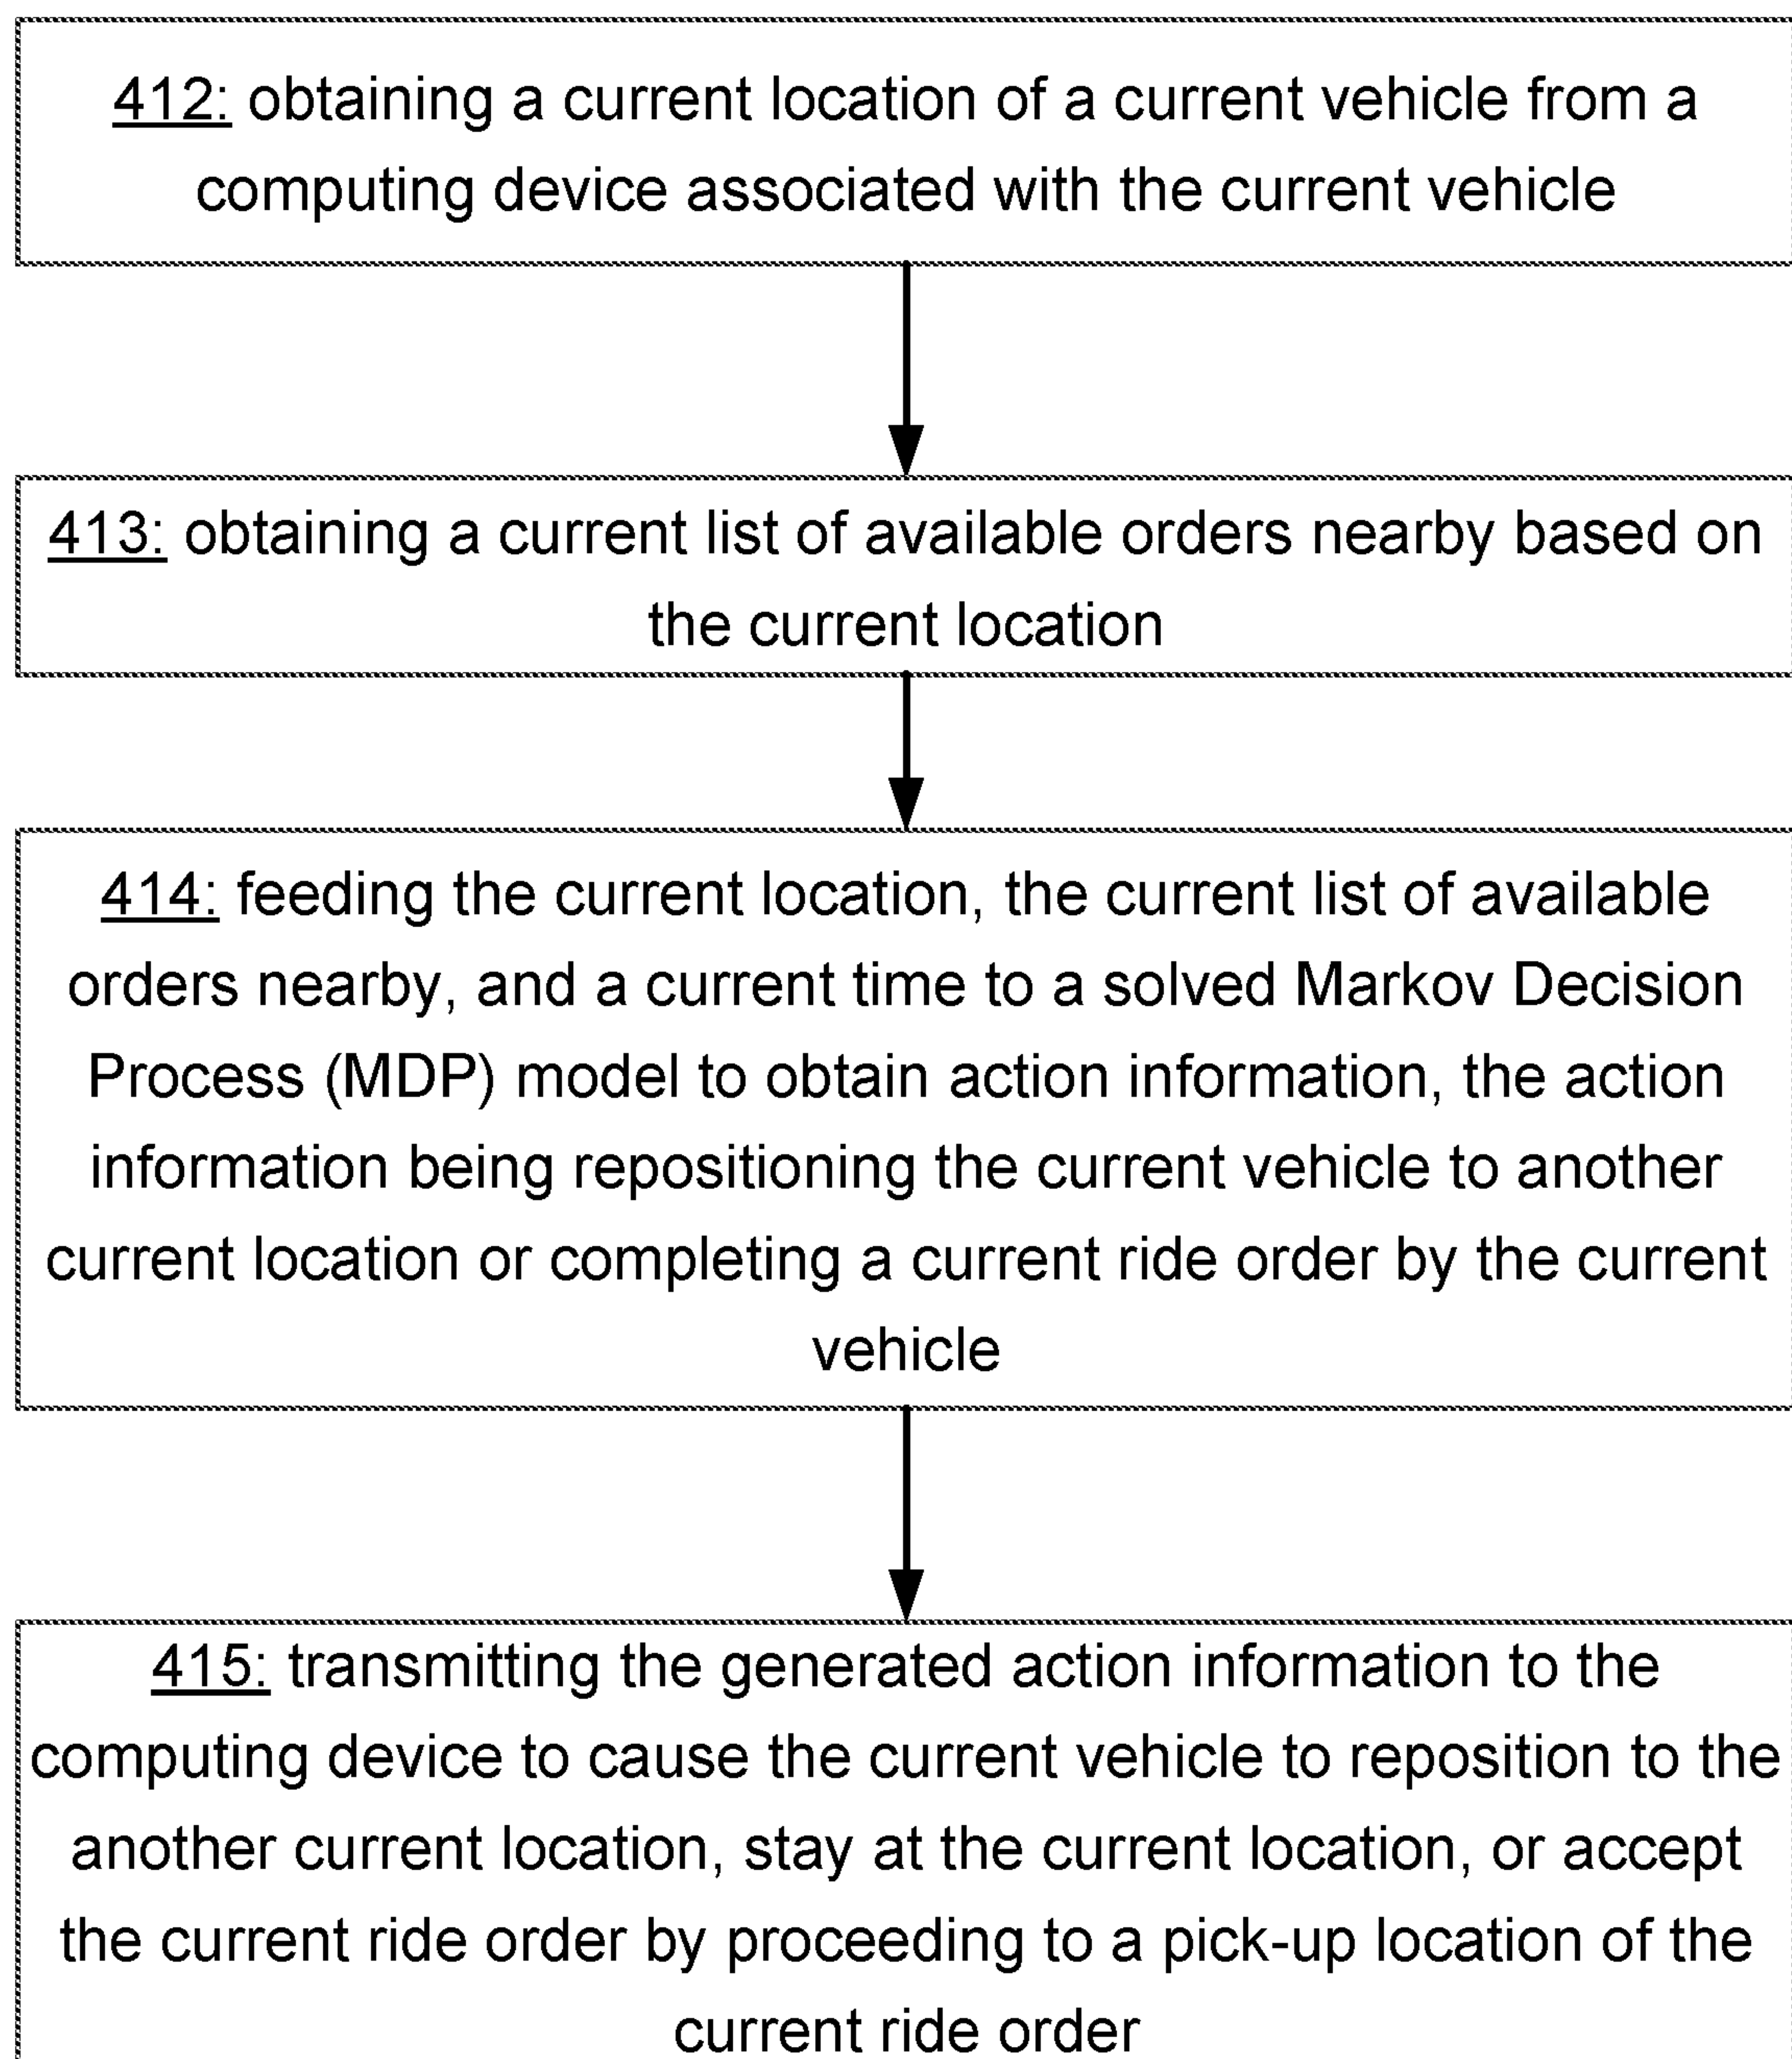 412: obtaining a current location of a current vehicle from a
computing device associated with the current vehicle
413: obtaining a current list of available orders nearby based on
the current location
414: feeding the current location, the current list of available
orders nearby, and a current time to a solved Markov Decision
Process (MDP) model to obtain action information, the action
information being repositioning the current vehicle to another
current location or completing a current ride order by the current
vehicle
415: transmitting the generated action information to the
computing device to cause the current vehicle to reposition to the
another current location, stay at the current location, or accept
the current ride order by proceeding to a pick-up location of the
current ride order